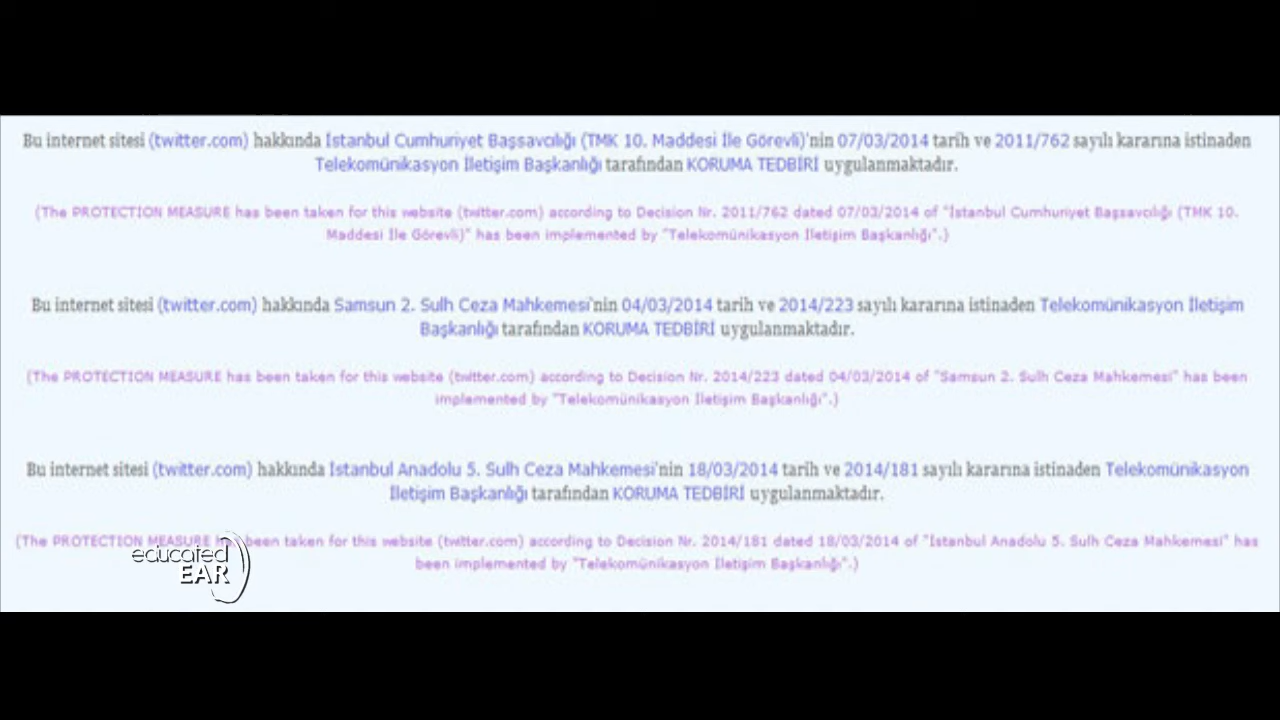 Bu internet sitesi (twitter.com) hakkında İstanbul Cumhuriyet Başsavcılığı (TMK 10. Maddesi İle Görevli)'nin 07/03/2014 tarih ve 2011/762 sayılı kararına istinaden
Telekomünikasyon İletişim Başkanlığı tarafından KORUMA TEDBİRİ uygulanmaktadır.
(The PROTECTION MEASURE has been taken for this website (twitter.com) according to Decision Nr. 2011/762 dated 07/03/2014 of "İstanbul Cumhuriyet Başsavcılığı (TMK 10.
Maddesi İle Görevli)" has been implemented by "Telekomünikasyon İletişim Başkanlığı".)
Bu internet sitesi (twitter.com) hakkında Samsun 2. Sulh Ceza Mahkemesi'nin 04/03/2014 tarih ve 2014/223 sayılı kararına istinaden Telekomünikasyon İletişim
Başkanlığı tarafından KORUMA TEDBİRİ uygulanmaktadır.
(The PROTECTION MEASURE has been taken for this website (twitter.com) according to Decision Nr. 2014/223 dated 04/03/2014 of "Samsun 2. Sulh Ceza Mahkemesi" has been
implemented by "Telekomünikasyon İletişim Başkanlığı".)
Bu internet sitesi (twitter.com) hakkında İstanbul Anadolu 5. Sulh Ceza Mahkemesi'nin 18/03/2014 tarih ve 2014/181 sayılı kararına istinaden Telekomünikasyon
İletişim Başkanlığı tarafından KORUMA TEDBİRİ uygulanmaktadır.
(The PROTECTION MEASURE has been taken for this website (twitter.com) according to Decision Nr. 2014/181 dated 18/03/2014 of "İstanbul Anadolu 5. Sulh Ceza Mahkemesi" has
been implemented by "Telekomünikasyon İletişim Başkanlığı".)
educated
EAR